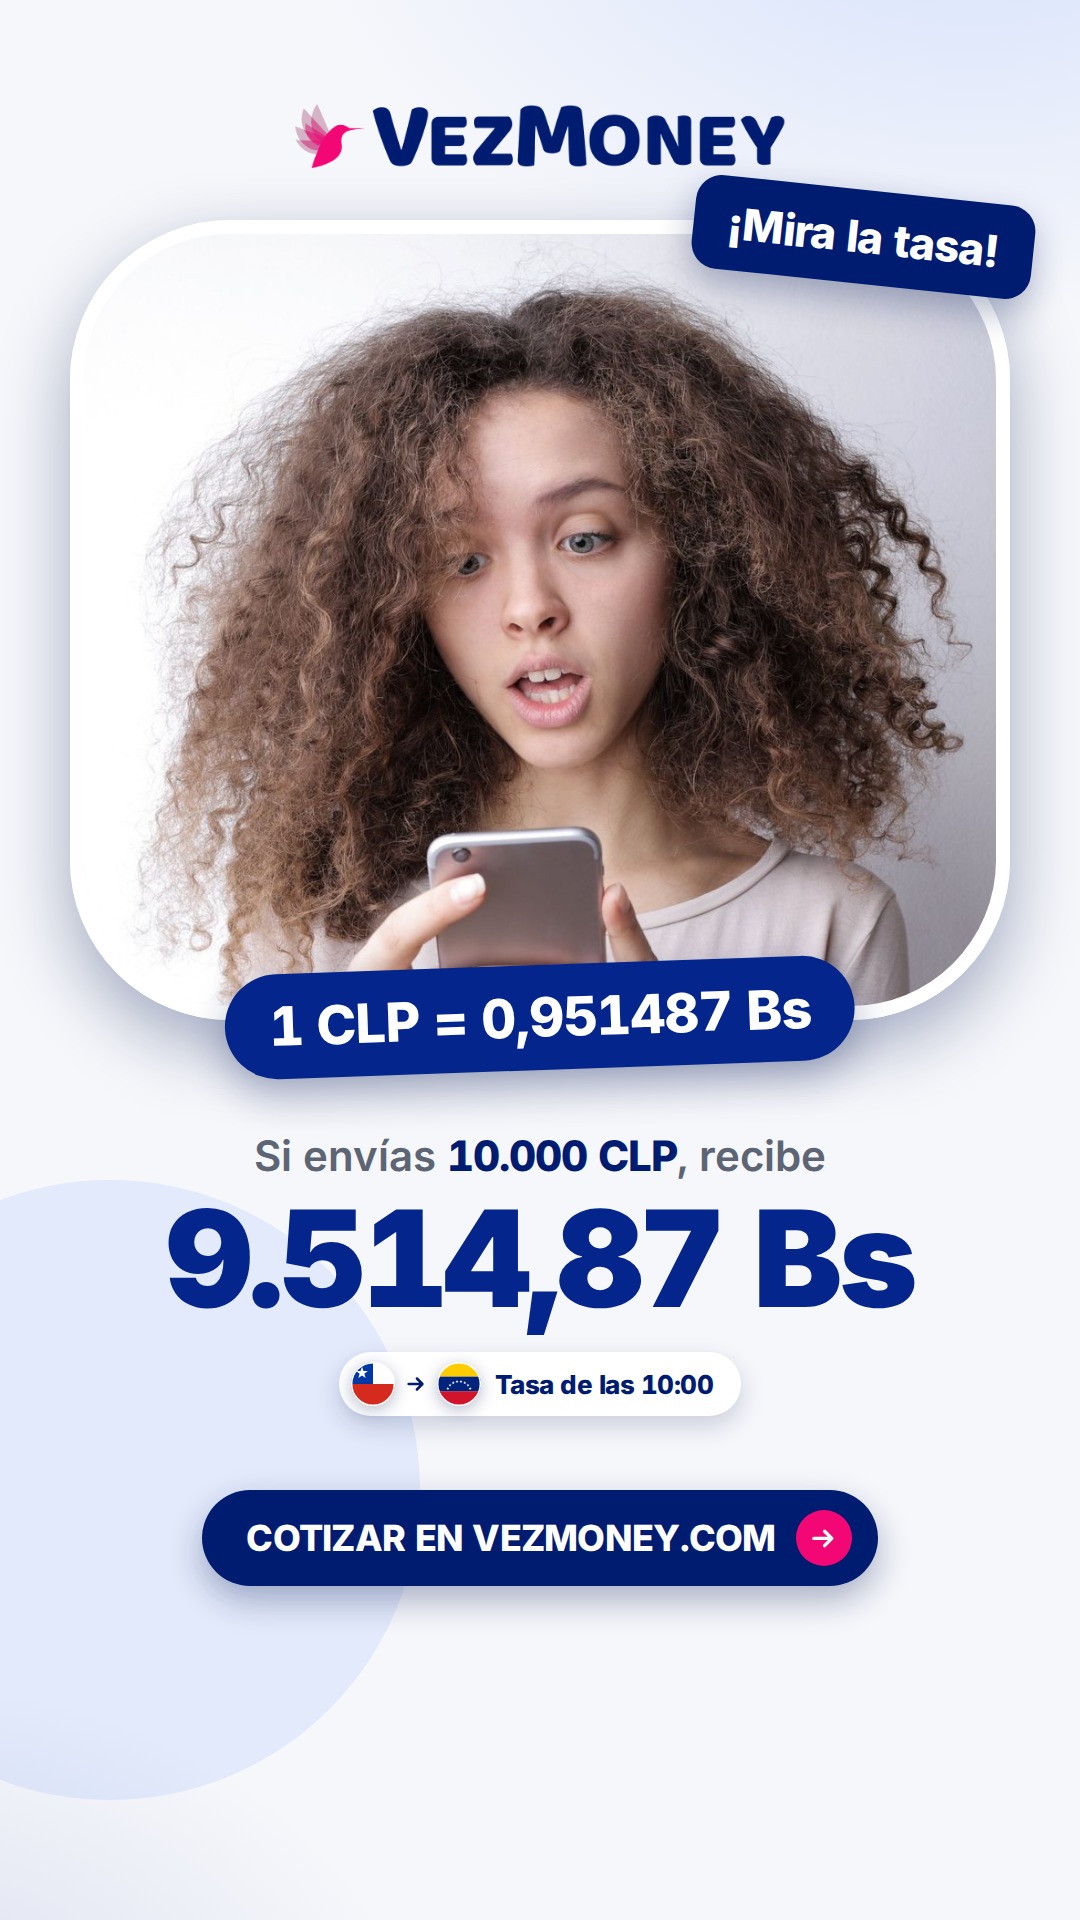 VEZMONEY
¡Mira la tasa!
1 CLP = 0,951487 Bs
Si envías 10.000 CLP, recibe
9.514,87 Bs
Tasa de las 10:00
COTIZAR EN VEZMONEY.COM